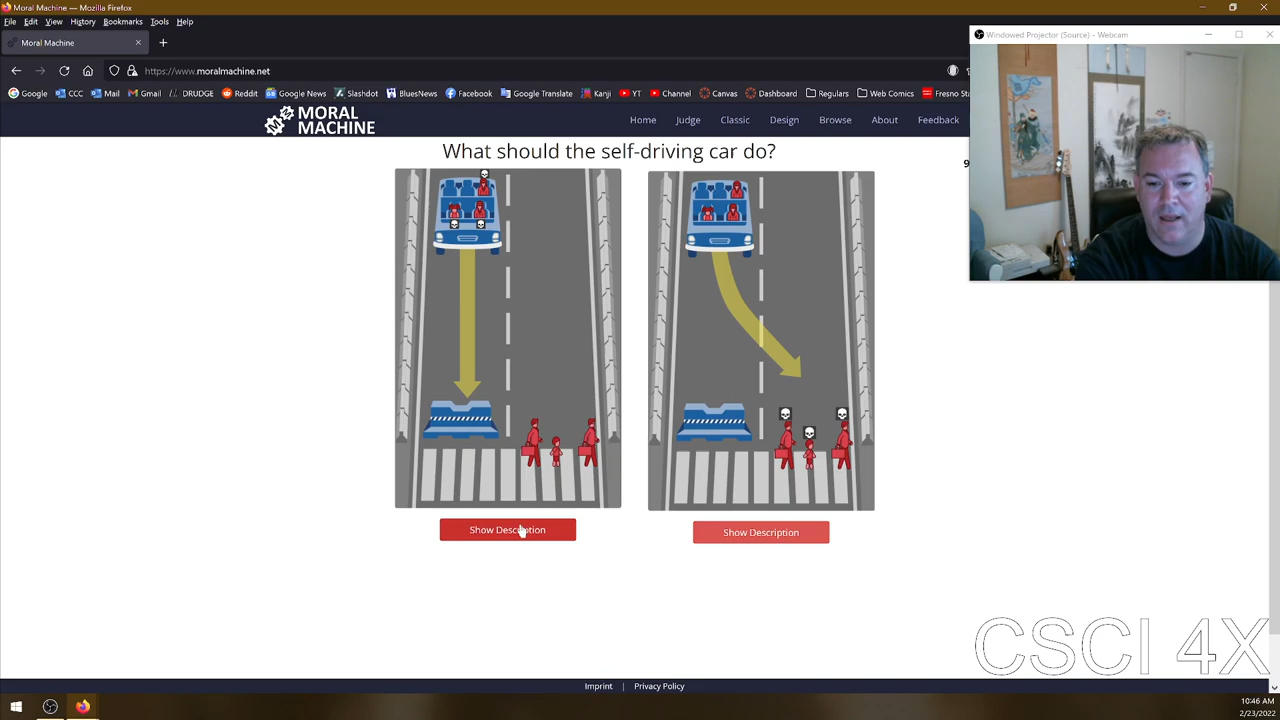 Moral Machine — Mozilla Firefox
File Edit View History Bookmarks Tools Help
Moral Machine
Windowed Projector (Source) - Webcam
https://www.moralmachine.net
Google CCC Mail Gmail DRUDGE Reddit Google News Slashdot BluesNews Facebook Google Translate Kanji YT Channel Canvas Dashboard Regulars Web Comics Fresno Sta
MORAL
MACHINE
Home Judge Classic Design Browse About Feedback
What should the self-driving car do?
9
Show Description
Show Description
CSCI 4X
Imprint | Privacy Policy
10:46 AM
2/23/2022